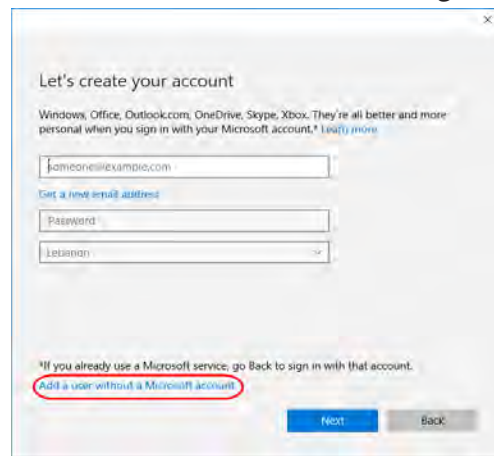 Let's create your account
Windows, Office, Outlook.com, OneDrive, Skype, Xbox. They're all better and more
personal when you sign in with your Microsoft account.* Learn more
someone@example.com
Get a new email address
Password
Lebanon
*If you already use a Microsoft service, go Back to sign in with that account.
Add a user without a Microsoft account
Next
Back